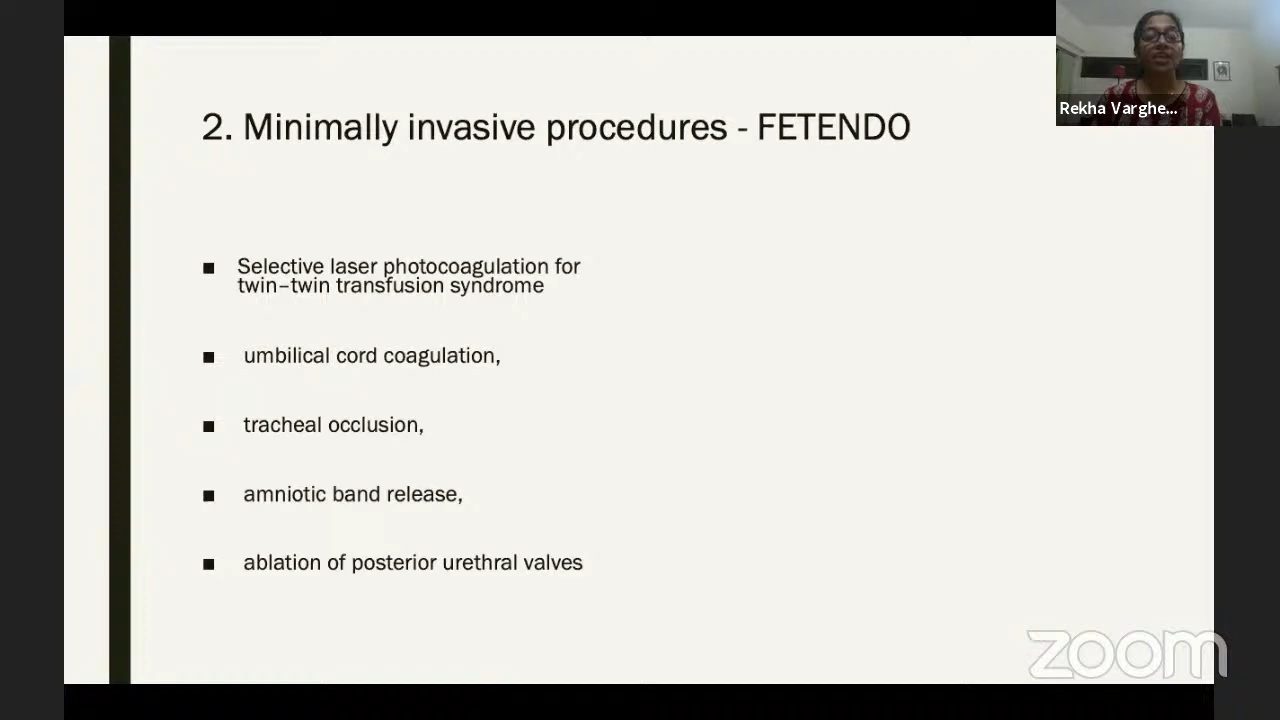 2. Minimally invasive procedures - FETENDO
Rekha Varghe...
■ Selective laser photocoagulation for
twin–twin transfusion syndrome
■ umbilical cord coagulation,
■ tracheal occlusion,
■ amniotic band release,
■ ablation of posterior urethral valves
zoom